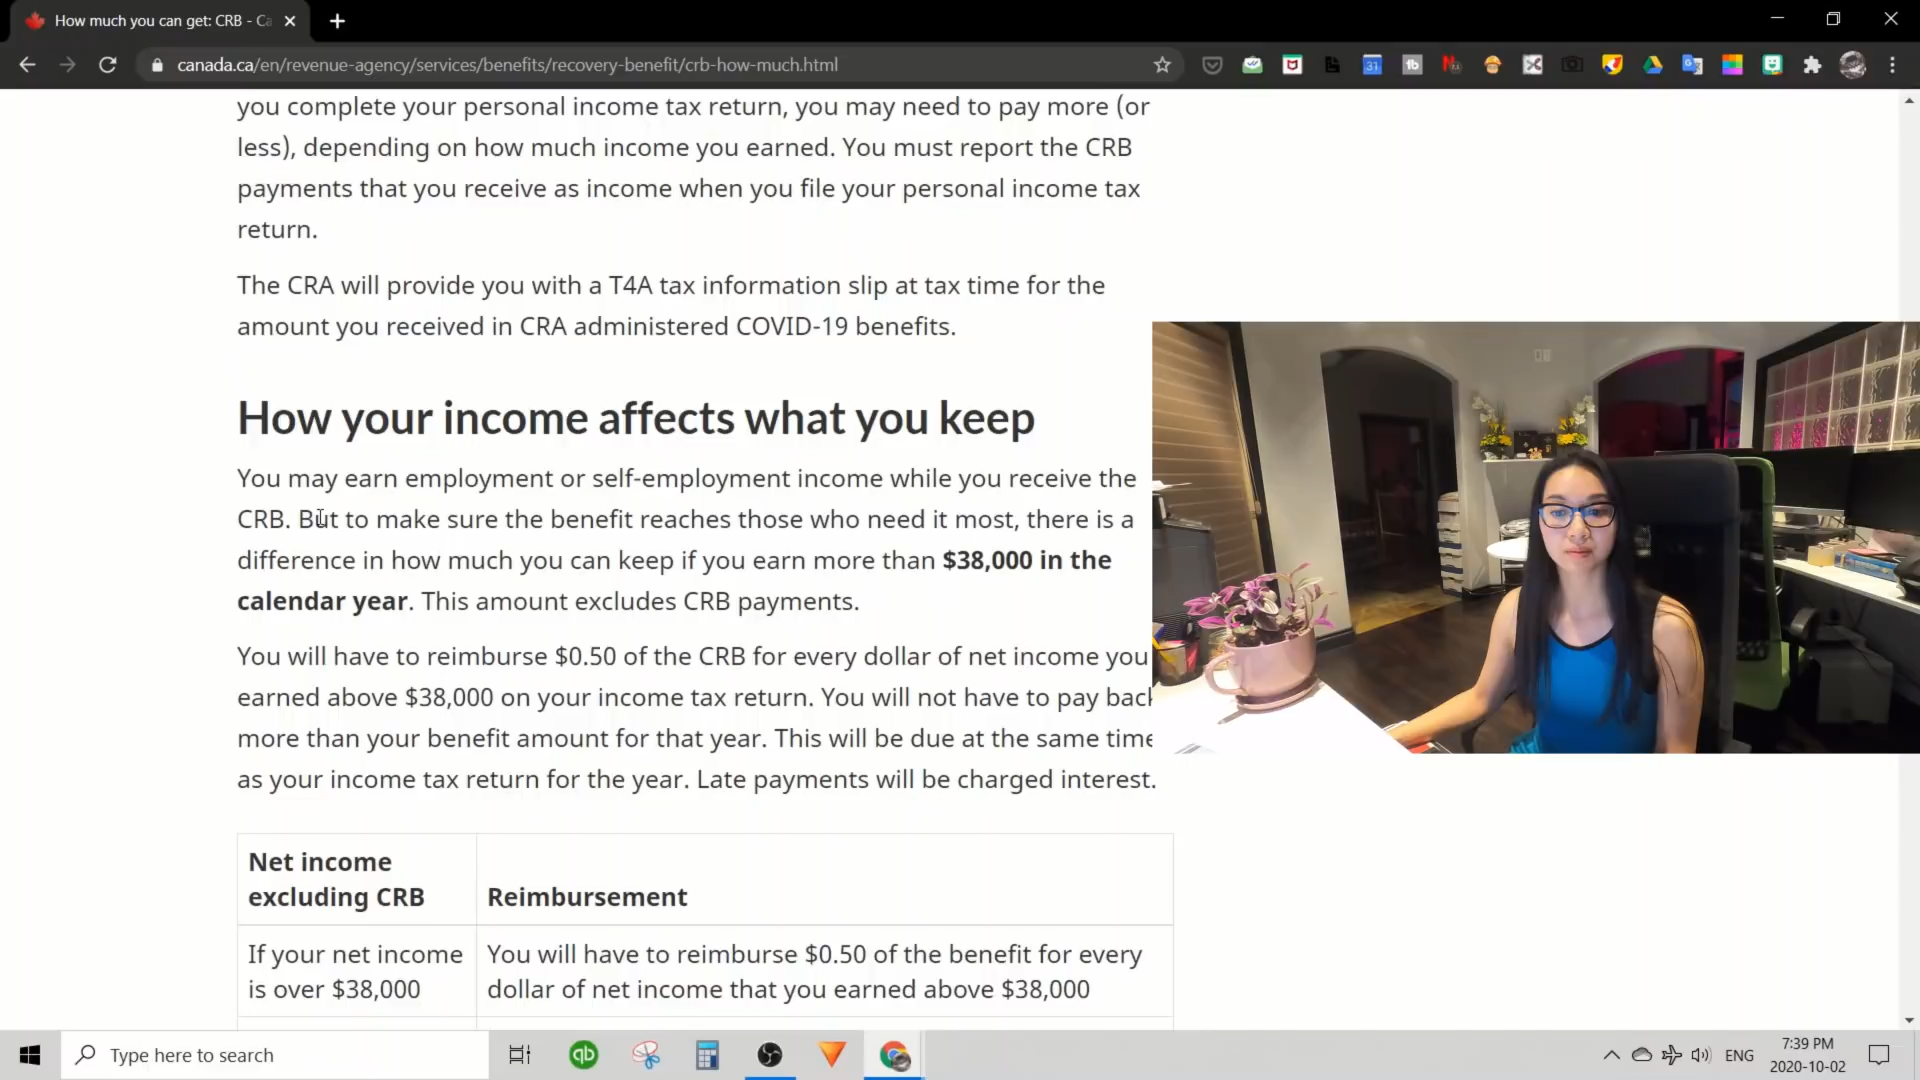 How much you can get: CRB - Ca
canada.ca/en/revenue-agency/services/benefits/recovery-benefit/crb-how-much.html
you complete your personal income tax return, you may need to pay more (or
less), depending on how much income you earned. You must report the CRB
payments that you receive as income when you file your personal income tax
return.
The CRA will provide you with a T4A tax information slip at tax time for the
amount you received in CRA administered COVID-19 benefits.
How your income affects what you keep
You may earn employment or self-employment income while you receive the
CRB. But to make sure the benefit reaches those who need it most, there is a
difference in how much you can keep if you earn more than $38,000 in the
calendar year. This amount excludes CRB payments.
You will have to reimburse $0.50 of the CRB for every dollar of net income you
earned above $38,000 on your income tax return. You will not have to pay back
more than your benefit amount for that year. This will be due at the same time
as your income tax return for the year. Late payments will be charged interest.
Net income
excluding CRB
Reimbursement
If your net income
is over $38,000
You will have to reimburse $0.50 of the benefit for every
dollar of net income that you earned above $38,000
Type here to search
qb
ENG
7:39 PM
2020-10-02
31
tb